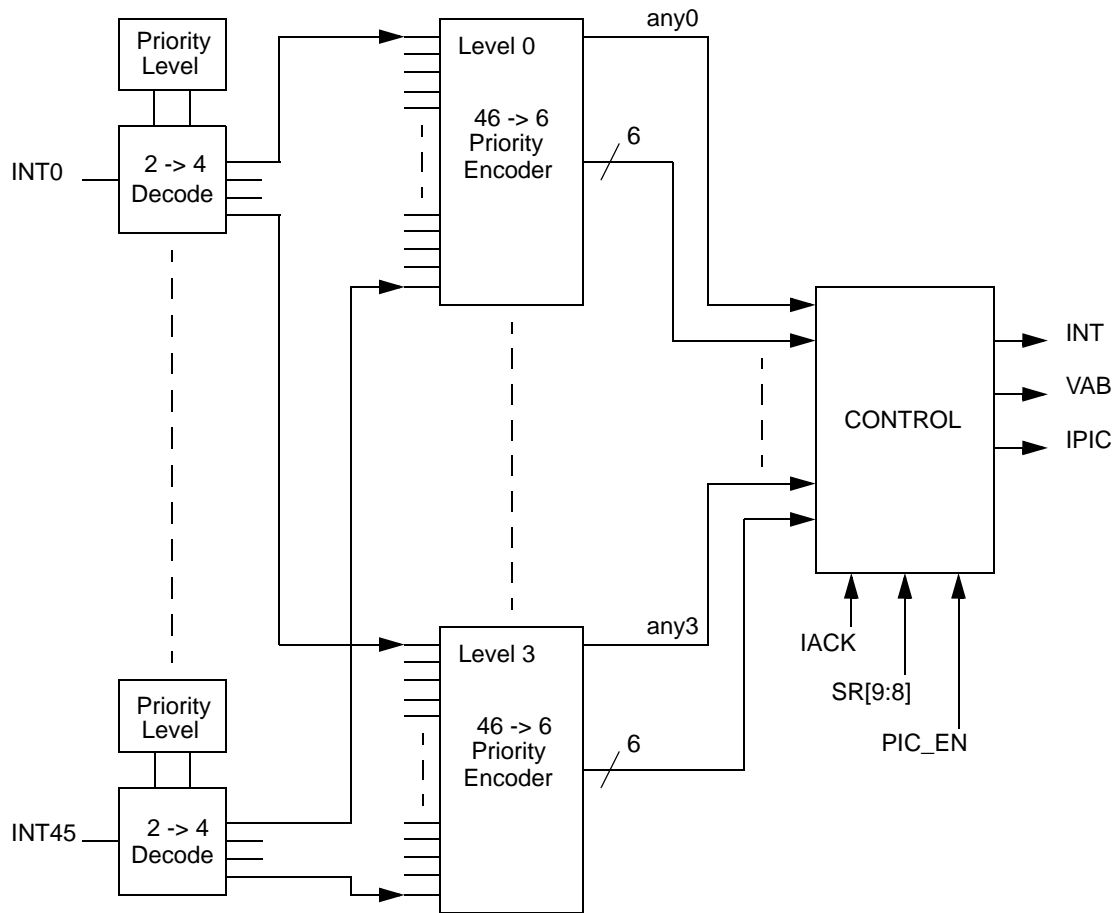 Priority
Level
INT0
2 -> 4
Decode
Level 0
46 -> 6
Priority
Encoder
any0
6
CONTROL
INT
VAB
IPIC
IACK
SR[9:8]
PIC_EN
Level 3
46 -> 6
Priority
Encoder
any3
6
Priority
Level
INT45
2 -> 4
Decode